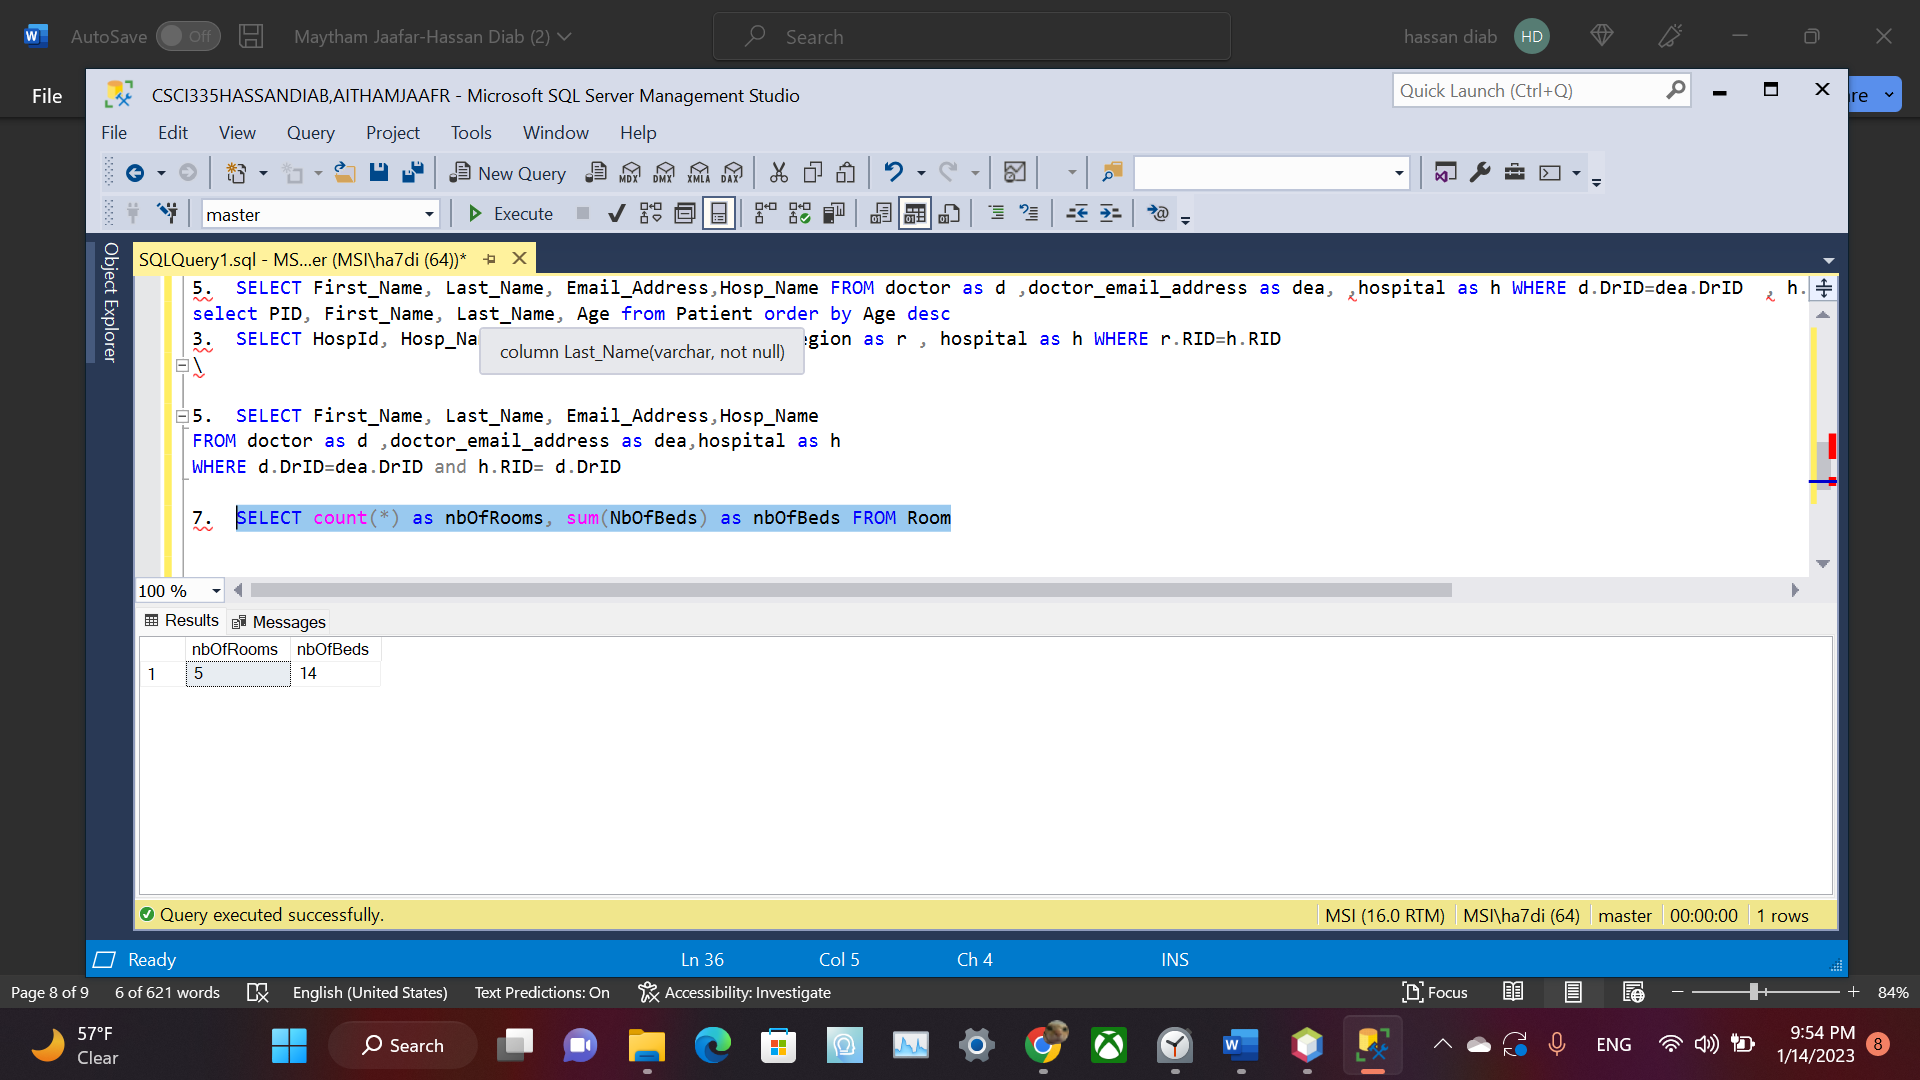 AutoSave Off Maytham Jaafar-Hassan Diab (2) Search hassan diab HD
File
CSCI335HASSANDIAB,AITHAMJAAFR - Microsoft SQL Server Management Studio Quick Launch (Ctrl+Q) re
File Edit View Query Project Tools Window Help
New Query MDX DMX XMLA DAX
master Execute
Object Explorer
SQLQuery1.sql - MS...er (MSI\ha7di (64))*
5. SELECT First_Name, Last_Name, Email_Address,Hosp_Name FROM doctor as d ,doctor_email_address as dea, ,hospital as h WHERE d.DrID=dea.DrID , h.
select PID, First_Name, Last_Name, Age from Patient order by Age desc
3. SELECT HospId, Hosp_Na egion as r , hospital as h WHERE r.RID=h.RID
column Last_Name(varchar, not null)
\
5. SELECT First_Name, Last_Name, Email_Address,Hosp_Name
FROM doctor as d ,doctor_email_address as dea,hospital as h
WHERE d.DrID=dea.DrID and h.RID= d.DrID
7. SELECT count(*) as nbOfRooms, sum(NbOfBeds) as nbOfBeds FROM Room
100 %
Results Messages
nbOfRooms nbOfBeds
1 5 14
Query executed successfully. MSI (16.0 RTM) MSI\ha7di (64) master 00:00:00 1 rows
Ready Ln 36 Col 5 Ch 4 INS
Page 8 of 9 6 of 621 words English (United States) Text Predictions: On Accessibility: Investigate Focus 84%
57°F
Clear
Search
ENG
9:54 PM
1/14/2023
8